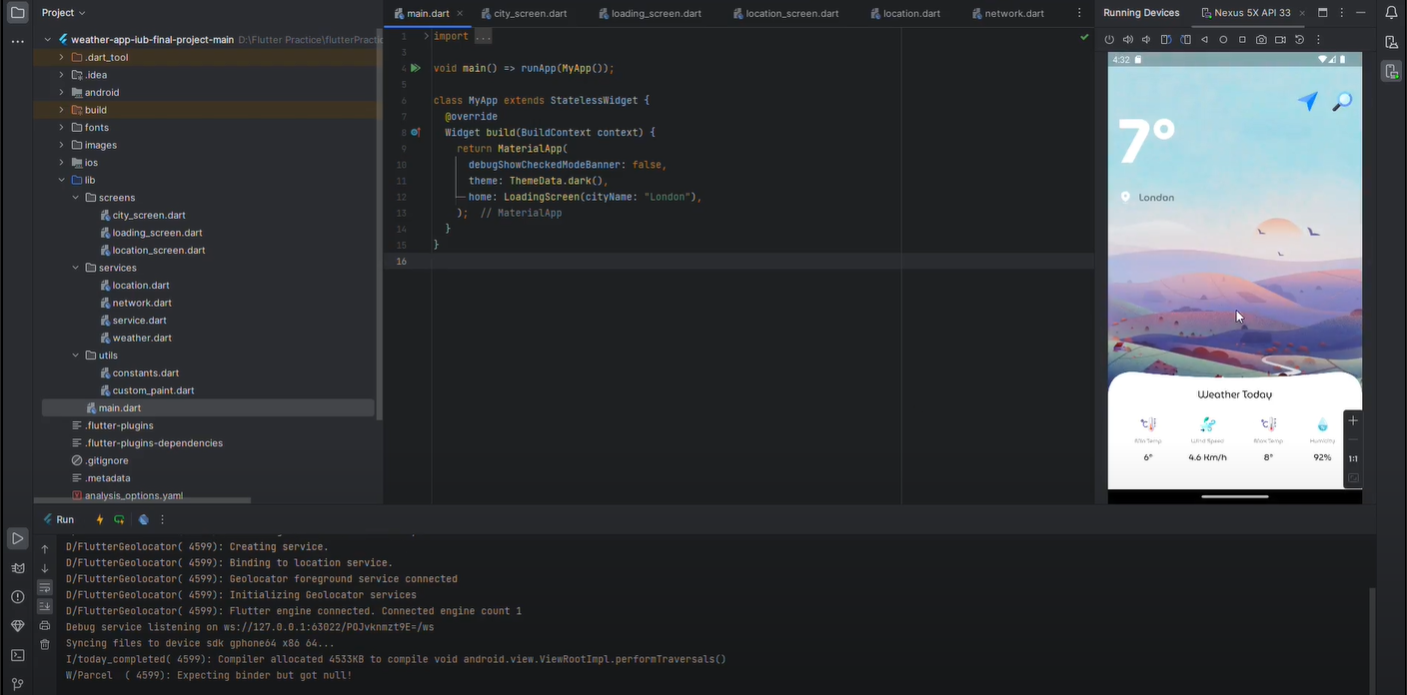 Project
main.dart
city_screen.dart
loading_screen.dart
location_screen.dart
location.dart
network.dart
Running Devices
Nexus 5X API 33
weather-app-iub-final-project-main D:\Flutter Practice\flutterPractic
.dart_tool
.idea
android
build
fonts
images
ios
lib
screens
city_screen.dart
loading_screen.dart
location_screen.dart
services
location.dart
network.dart
service.dart
weather.dart
utils
constants.dart
custom_paint.dart
main.dart
.flutter-plugins
.flutter-plugins-dependencies
.gitignore
.metadata
analysis_options.yaml
1 import ...
3
4 void main() => runApp(MyApp());
5
6 class MyApp extends StatelessWidget {
7 @override
8 Widget build(BuildContext context) {
9 return MaterialApp(
10 debugShowCheckedModeBanner: false,
11 theme: ThemeData.dark(),
12 home: LoadingScreen(cityName: "London"),
13 ); // MaterialApp
14 }
15 }
16
4:32
7°
London
Weather Today
Min Temp
Wind Speed
Max Temp
Humidity
6°
4.6 Km/h
8°
92%
1:1
Run
D/FlutterGeolocator( 4599): Creating service.
D/FlutterGeolocator( 4599): Binding to location service.
D/FlutterGeolocator( 4599): Geolocator foreground service connected
D/FlutterGeolocator( 4599): Initializing Geolocator services
D/FlutterGeolocator( 4599): Flutter engine connected. Connected engine count 1
Debug service listening on ws://127.0.0.1:63022/P0Jvknmzt9E=/ws
Syncing files to device sdk gphone64 x86 64...
I/today_completed( 4599): Compiler allocated 4533KB to compile void android.view.ViewRootImpl.performTraversals()
W/Parcel  ( 4599): Expecting binder but got null!